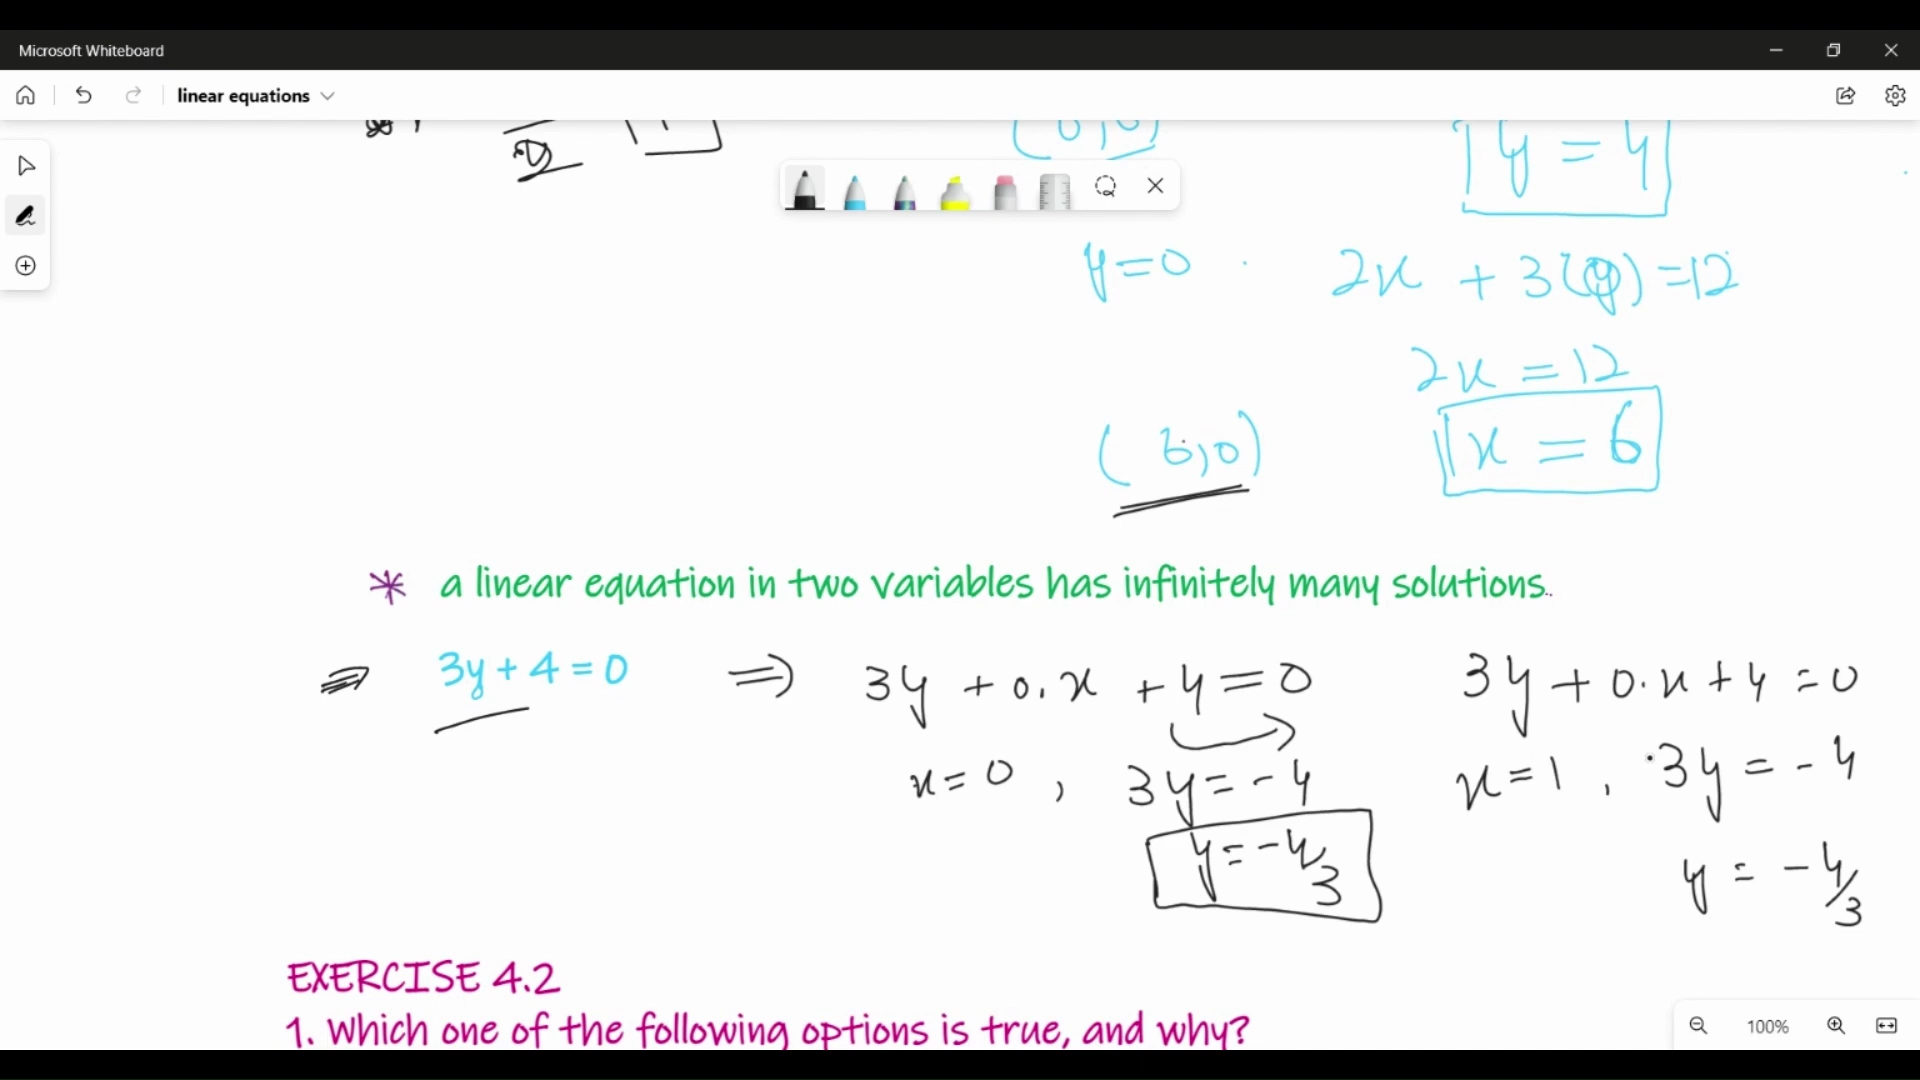 Microsoft Whiteboard
linear equations
y = 4
y = 0
2x + 3(y) = 12
2x = 12
(6,0)
x = 6
* a linear equation in two variables has infinitely many solutions..
⇒ 3y + 4 = 0 ⇒ 3y + 0.x + 4 = 0
x = 0 , 3y = -4
y = -4/3
3y + 0.x + 4 = 0
x = 1 , 3y = -4
y = -4/3
EXERCISE 4.2
1. Which one of the following options is true, and why?
100%